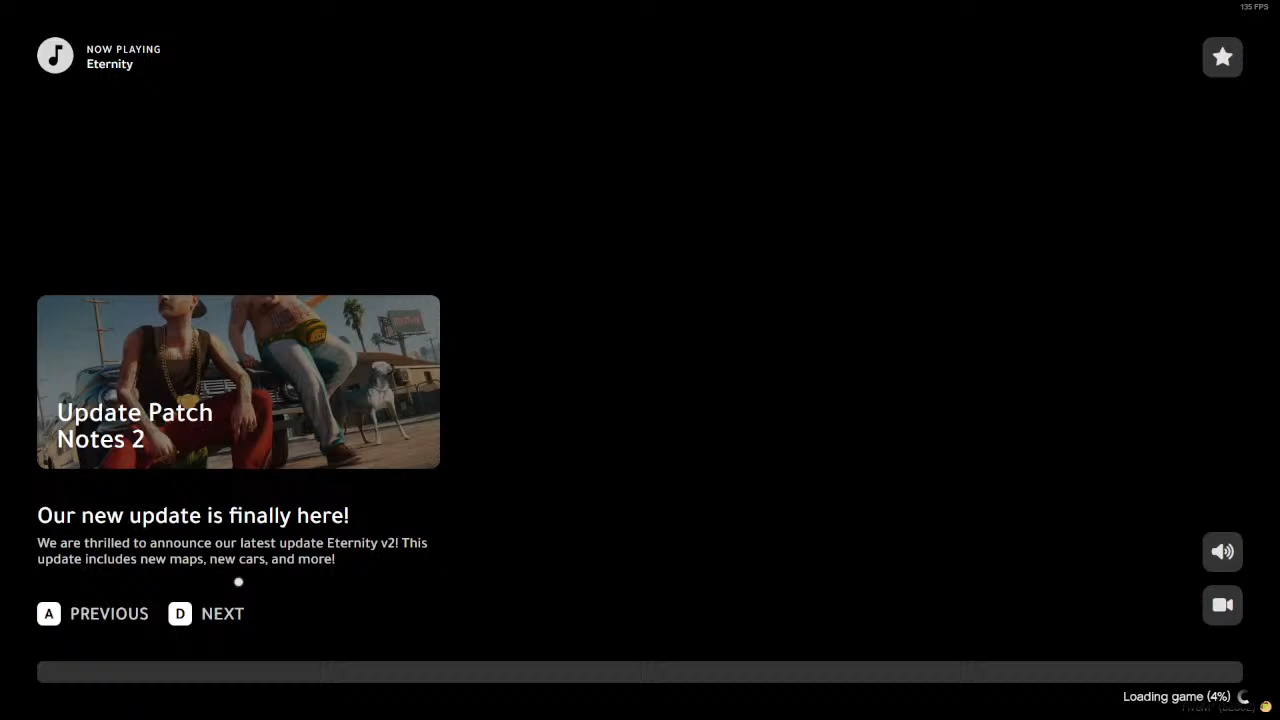 135 FPS
NOW PLAYING
Eternity
Update Patch
Notes 2
Our new update is finally here!
We are thrilled to announce our latest update Eternity v2! This
update includes new maps, new cars, and more!
A PREVIOUS D NEXT
Loading game (4%)